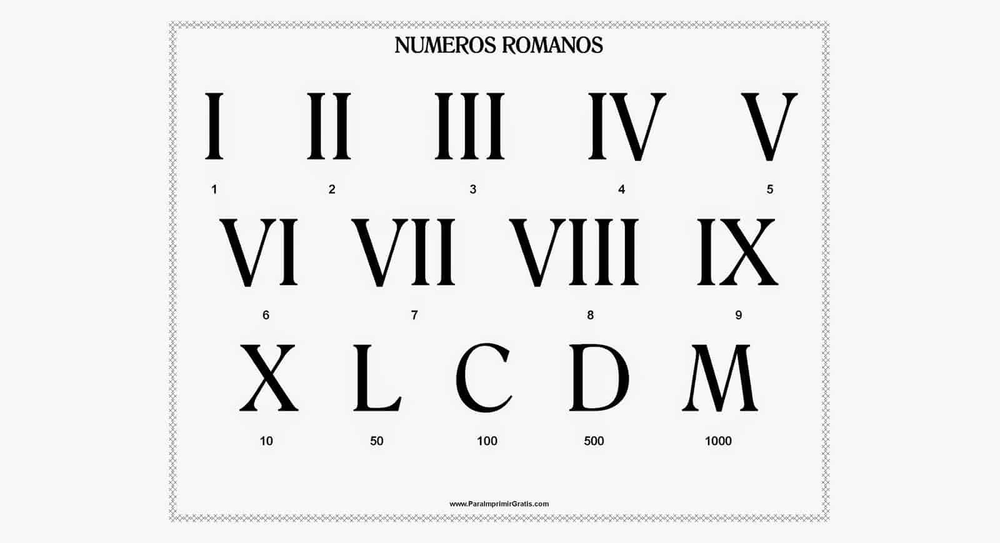 NUMEROS ROMANOS
I II III IV V
1 2 3 4 5
VI VII VIII IX
6 7 8 9
X L C D M
10 50 100 500 1000
www.ParaImprimirGratis.com